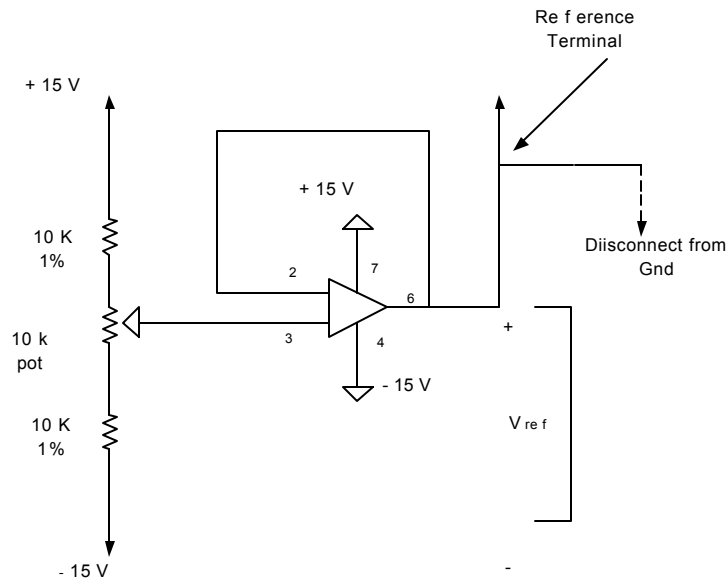 Re f erence
Terminal
+ 15 V
+ 15 V
10 K
1%
2
7
6
Diisconnect from
Gnd
3
4
+
10 k
pot
- 15 V
10 K
1%
V re f
- 15 V
-